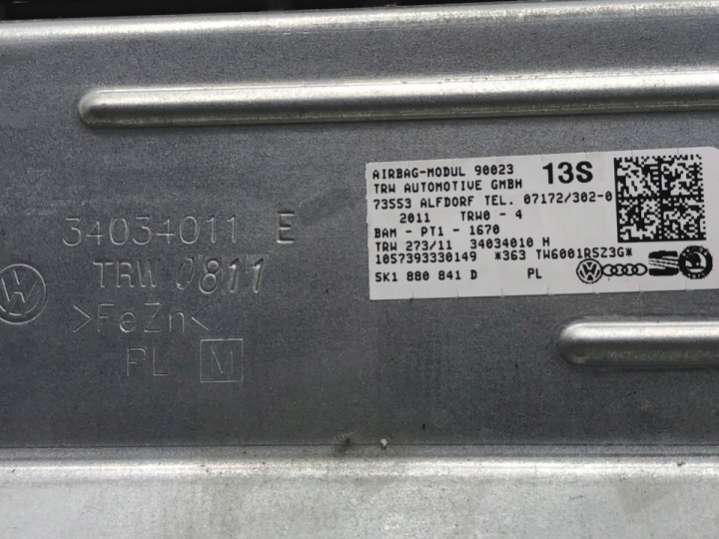 34034011 E
TRW 0811
>FeZn<
PL M
AIRBAG-MODUL 90023 13S
TRW AUTOMOTIVE GMBH
73553 ALFDORF TEL. 07172/302-0
2011 TRW0 - 4
BAM - PT1 - 1670
TRW 273/11 34034010 H
1057393330149 *363 TW6001RSZ3G*
5K1 880 841 D PL